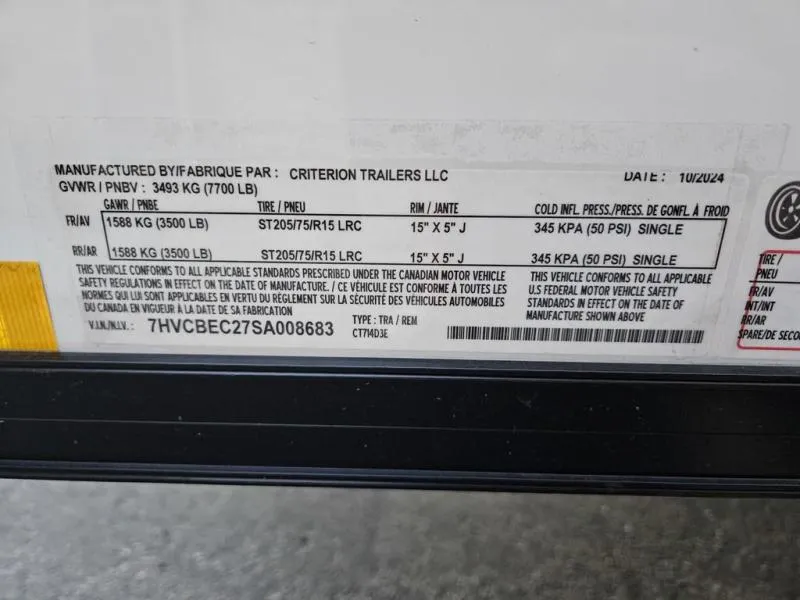 MANUFACTURED BY/FABRIQUE PAR : CRITERION TRAILERS LLC DATE : 10/2024
GVWR / PNBV : 3493 KG (7700 LB)
GAWR / PNBE TIRE / PNEU RIM / JANTE COLD INFL. PRESS./PRESS. DE GONFL. À FROID
FR/AV 1588 KG (3500 LB) ST205/75/R15 LRC 15" X 5" J 345 KPA (50 PSI) SINGLE
RR/AR 1588 KG (3500 LB) ST205/75/R15 LRC 15" X 5" J 345 KPA (50 PSI) SINGLE
THIS VEHICLE CONFORMS TO ALL APPLICABLE STANDARDS PRESCRIBED UNDER THE CANADIAN MOTOR VEHICLE
SAFETY REGULATIONS IN EFFECT ON THE DATE OF MANUFACTURE. / CE VÉHICULE EST CONFORME À TOUTES LES
NORMES QUI LUI SONT APPLICABLES EN VERTU DU RÈGLEMENT SUR LA SÉCURITÉ DES VÉHICULES AUTOMOBILES
DU CANADA EN VIGUEUR À LA DATE DE SA FABRICATION
THIS VEHICLE CONFORMS TO ALL APPLICABLE
U.S FEDERAL MOTOR VEHICLE SAFETY
STANDARDS IN EFFECT ON THE DATE OF
MANUFACTURE SHOWN ABOVE
V.I.N./N.I.V. : 7HVCBEC27SA008683 TYPE : TRA / REM
CT714D3E
TIRE /
PNEU
FR/AV
INT/INT
RR/AR
SPARE/DE SECO